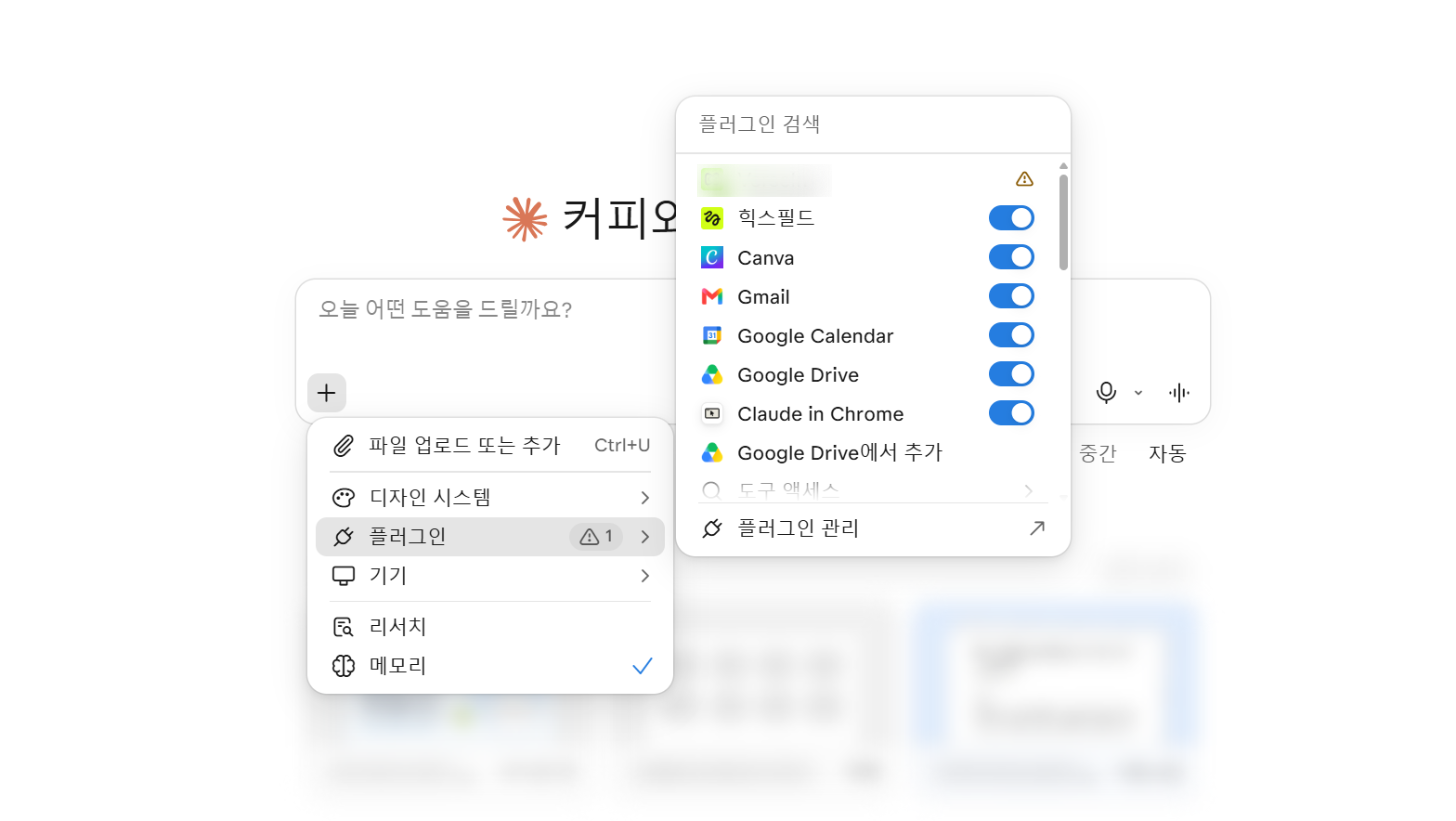 플러그인 검색
힉스필드
Canva
Gmail
Google Calendar
Google Drive
Claude in Chrome
Google Drive에서 추가
도구 액세스
플러그인 관리
커피와
오늘 어떤 도움을 드릴까요?
중간 자동
파일 업로드 또는 추가 Ctrl+U
디자인 시스템
플러그인 1
기기
리서치
메모리